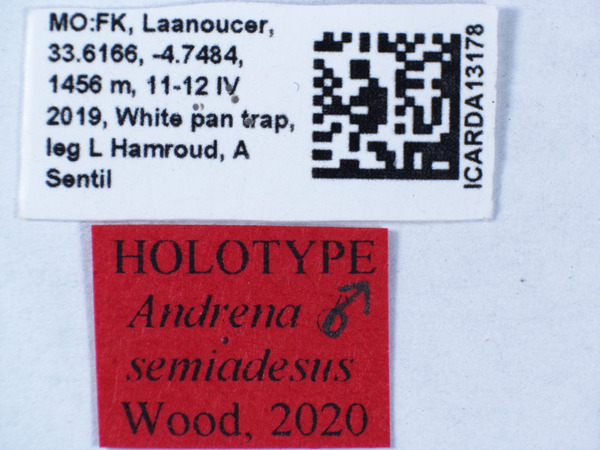 MO:FK, Laanoucer,
33.6166, -4.7484,
1456 m, 11-12 IV
2019, White pan trap,
leg L Hamroud, A
Sentil
ICARDA13178
HOLOTYPE
Andrena ♂
semiadesus
Wood, 2020